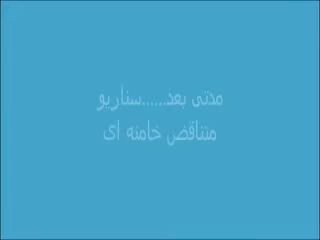 مدتی بعد......سناریو
متناقض خامنه ای